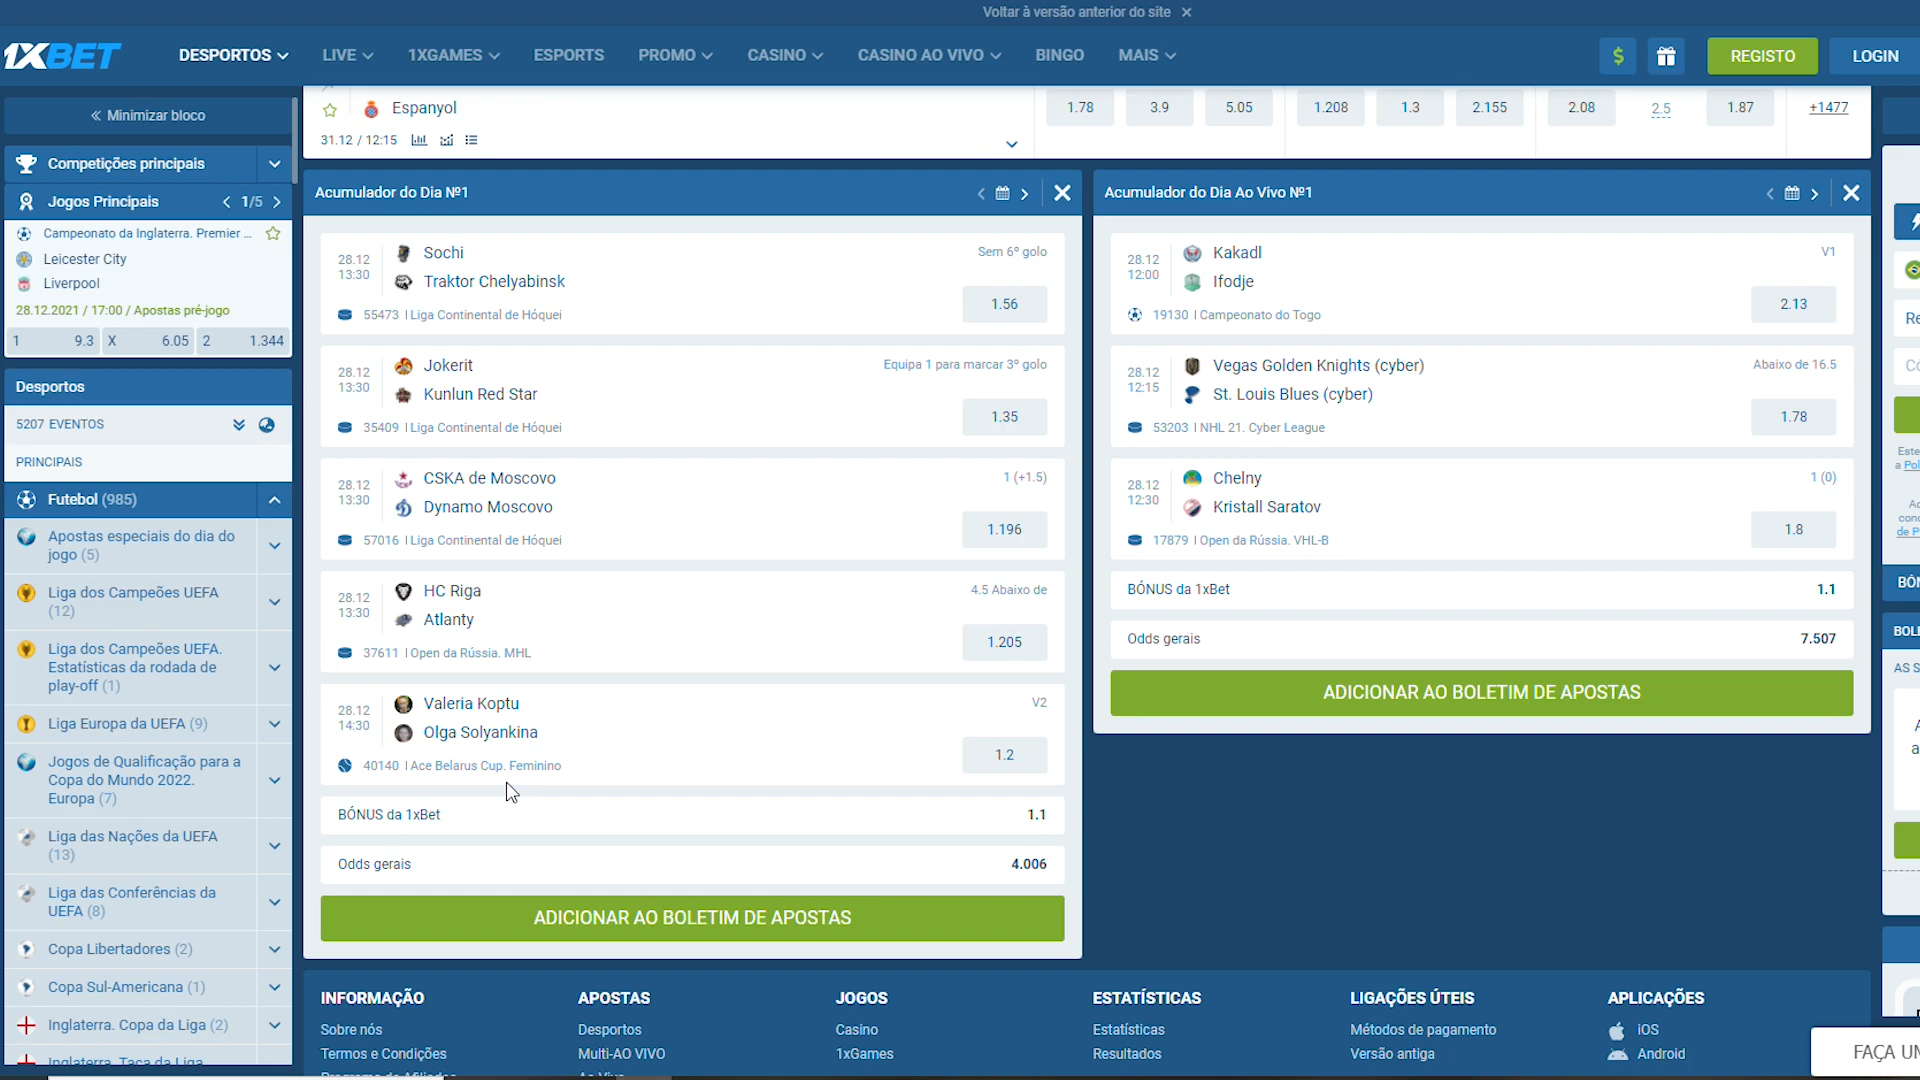 Voltar à versão anterior do site ×
1XBET
DESPORTOS
LIVE
1XGAMES
ESPORTS
PROMO
CASINO
CASINO AO VIVO
BINGO
MAIS
$
REGISTO
LOGIN
« Minimizar bloco
Competições principais
Jogos Principais
1/5
Campeonato da Inglaterra. Premier ...
Leicester City
Liverpool
28.12.2021 / 17:00 / Apostas pré-jogo
1 9.3 X 6.05 2 1.344
Desportos
5207 EVENTOS
PRINCIPAIS
Futebol (985)
Apostas especiais do dia do
jogo (5)
Liga dos Campeões UEFA
(12)
Liga dos Campeões UEFA.
Estatísticas da rodada de
play-off (1)
Liga Europa da UEFA (9)
Jogos de Qualificação para a
Copa do Mundo 2022.
Europa (7)
Liga das Nações da UEFA
(13)
Liga das Conferências da
UEFA (8)
Copa Libertadores (2)
Copa Sul-Americana (1)
Inglaterra. Copa da Liga (2)
Inglaterra. Taça da Liga
Espanyol
1.78 3.9 5.05 1.208 1.3 2.155 2.08 2.5 1.87 +1477
31.12 / 12:15
Acumulador do Dia Nº1
28.12
13:30
Sochi
Traktor Chelyabinsk
Sem 6º golo
1.56
55473 | Liga Continental de Hóquei
28.12
13:30
Jokerit
Kunlun Red Star
Equipa 1 para marcar 3º golo
1.35
35409 | Liga Continental de Hóquei
28.12
13:30
CSKA de Moscovo
Dynamo Moscovo
1 (+1.5)
1.196
57016 | Liga Continental de Hóquei
28.12
13:30
HC Riga
Atlanty
4.5 Abaixo de
1.205
37611 | Open da Rússia. MHL
28.12
14:30
Valeria Koptu
Olga Solyankina
V2
1.2
40140 | Ace Belarus Cup. Feminino
BÓNUS da 1xBet 1.1
Odds gerais 4.006
ADICIONAR AO BOLETIM DE APOSTAS
Acumulador do Dia Ao Vivo Nº1
28.12
12:00
Kakadl
Ifodje
V1
2.13
19130 | Campeonato do Togo
28.12
12:15
Vegas Golden Knights (cyber)
St. Louis Blues (cyber)
Abaixo de 16.5
1.78
53203 | NHL 21. Cyber League
28.12
12:30
Chelny
Kristall Saratov
1 (0)
1.8
17879 | Open da Rússia. VHL-B
BÓNUS da 1xBet 1.1
Odds gerais 7.507
ADICIONAR AO BOLETIM DE APOSTAS
INFORMAÇÃO
Sobre nós
Termos e Condições
APOSTAS
Desportos
Multi-AO VIVO
Ao Vivo
JOGOS
Casino
1xGames
ESTATÍSTICAS
Estatísticas
Resultados
LIGAÇÕES ÚTEIS
Métodos de pagamento
Versão antiga
APLICAÇÕES
iOS
Android
Este
a Pol
de P
AS S
FAÇA UM